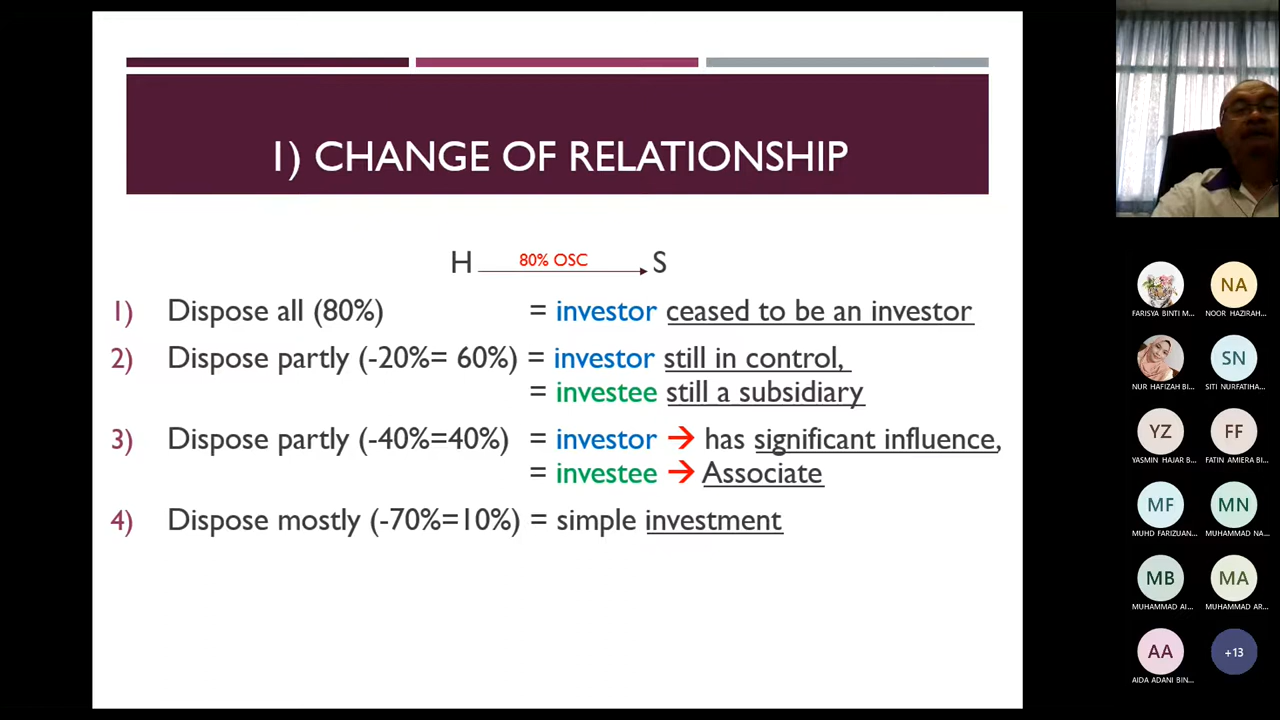 1) CHANGE OF RELATIONSHIP
H 80% OSC S
1) Dispose all (80%) = investor ceased to be an investor
2) Dispose partly (-20%= 60%) = investor still in control,
= investee still a subsidiary
3) Dispose partly (-40%=40%) = investor → has significant influence,
= investee → Associate
4) Dispose mostly (-70%=10%) = simple investment
FARISYA BINTI M...
NA
NOOR HAZIRAH...
NUR HAFIZAH BI...
SN
SITI NURFATIHA...
YZ
YASMIN HAJAR B...
FF
FATIN AMIERA B...
MF
MUHD FARIZUAN...
MN
MUHAMMAD NA...
MB
MUHAMMAD AI...
MA
MUHAMMAD AR...
AA
AIDA ADANI BIN...
+13